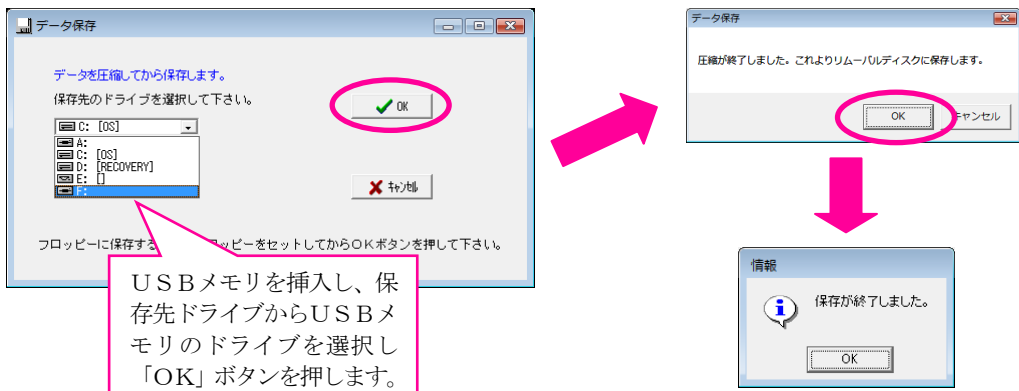 データ保存
データを圧縮してから保存します。
保存先のドライブを選択して下さい。
C: [OS]
A:
C: [OS]
D: [RECOVERY]
E: []
F:
OK
ｷｬﾝｾﾙ
フロッピーに保存する
ロッピーをセットしてからＯＫボタンを押して下さい。
ＵＳＢメモリを挿入し、保
存先ドライブからＵＳＢメ
モリのドライブを選択し
「OK」ボタンを押します。
データ保存
圧縮が終了しました。これよりリムーバルディスクに保存します。
OK
キャンセル
情報
保存が終了しました。
OK